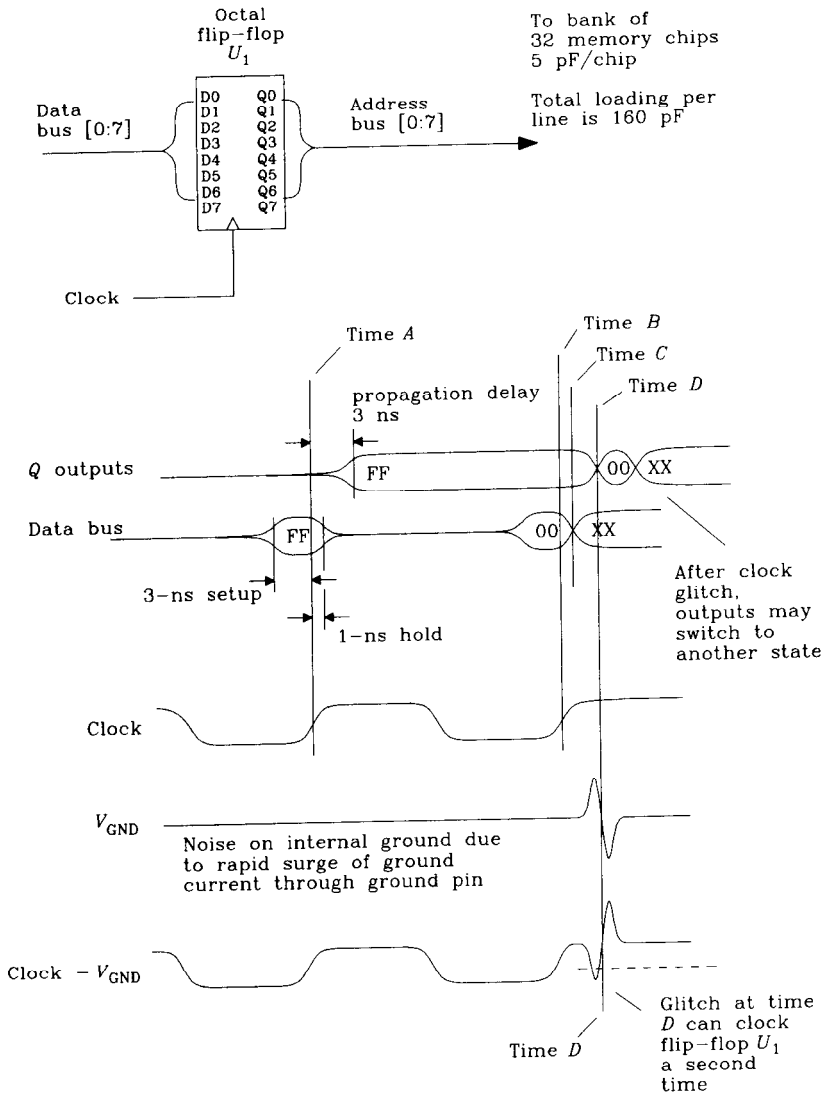 Octal
flip-flop
U1
To bank of
32 memory chips
5 pF/chip
Total loading per
line is 160 pF
Data
bus [0:7]
D0 Q0
D1 Q1
D2 Q2
D3 Q3
D4 Q4
D5 Q5
D6 Q6
D7 Q7
Address
bus [0:7]
Clock
Time A
Time B
Time C
Time D
propagation delay
3 ns
Q outputs
FF
00
XX
Data bus
FF
00
XX
3-ns setup
1-ns hold
After clock
glitch,
outputs may
switch to
another state
Clock
VGND
Noise on internal ground due
to rapid surge of ground
current through ground pin
Clock - VGND
Time D
Glitch at time
D can clock
flip-flop U1
a second
time